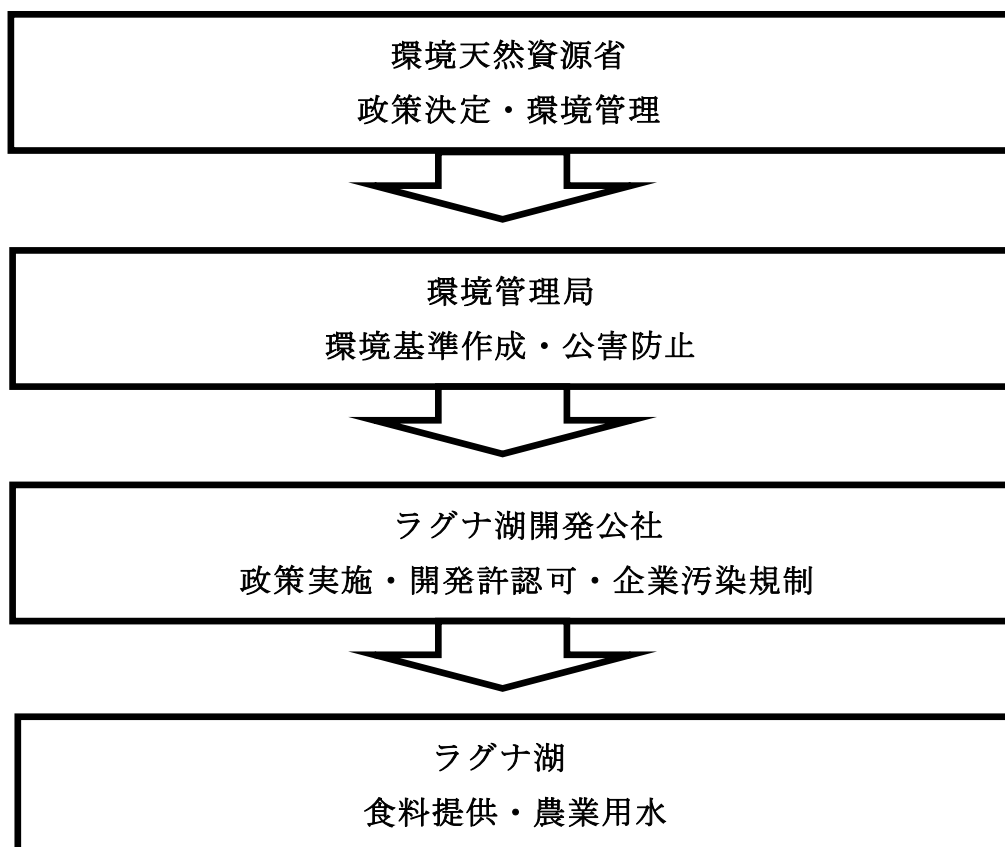 環境天然資源省
政策決定・環境管理
環境管理局
環境基準作成・公害防止
ラグナ湖開発公社
政策実施・開発許認可・企業汚染規制
ラグナ湖
食料提供・農業用水